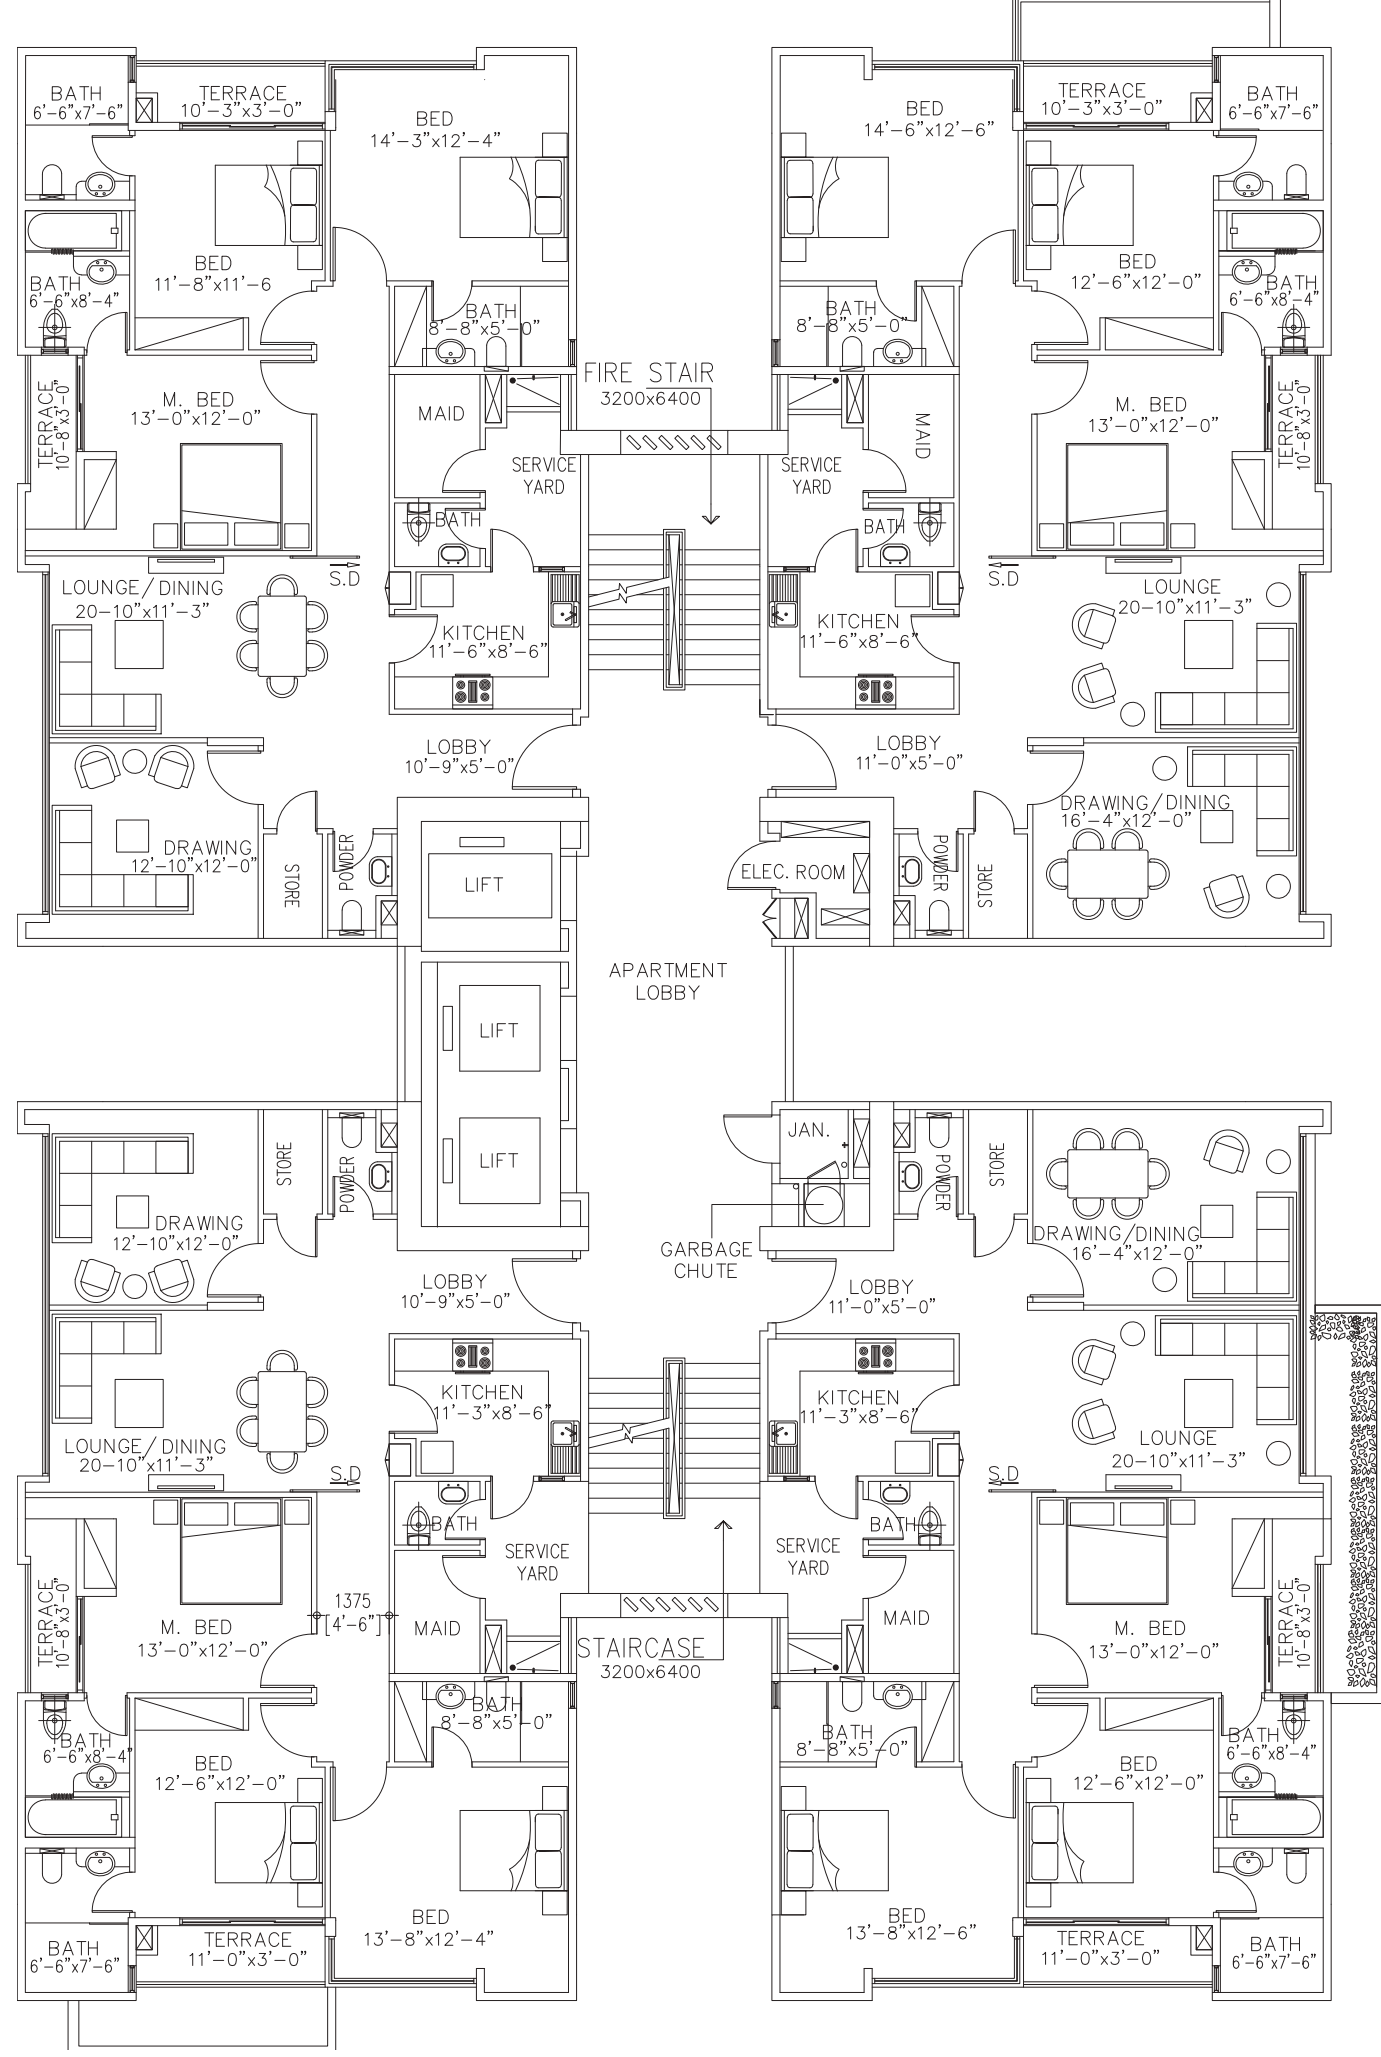 BATH
6'-6"x7'-6"
TERRACE
10'-3"x3'-0"
BED
14'-3"x12'-4"
BED
14'-6"x12'-6"
TERRACE
10'-3"x3'-0"
BATH
6'-6"x7'-6"
BED
11'-8"x11'-6
BED
12'-6"x12'-0"
BATH
6'-6"x8'-4"
BATH
8'-8"x5'-0"
BATH
8'-8"x5'-0"
BATH
6'-6"x8'-4"
FIRE STAIR
3200x6400
TERRACE
10'-8"x3'-0"
M. BED
13'-0"x12'-0"
MAID
MAID
M. BED
13'-0"x12'-0"
TERRACE
10'-8"x3'-0"
SERVICE
YARD
SERVICE
YARD
BATH
BATH
S.D
S.D
LOUNGE/DINING
20-10"x11'-3"
KITCHEN
11'-6"x8'-6"
KITCHEN
11'-6"x8'-6"
LOUNGE
20-10"x11'-3"
LOBBY
10'-9"x5'-0"
LOBBY
11'-0"x5'-0"
DRAWING
12'-10"x12'-0"
STORE
POWDER
LIFT
ELEC. ROOM
POWDER
STORE
DRAWING/DINING
16'-4"x12'-0"
APARTMENT
LOBBY
LIFT
LIFT
JAN.
GARBAGE
CHUTE
DRAWING
12'-10"x12'-0"
STORE
POWDER
POWDER
STORE
DRAWING/DINING
16'-4"x12'-0"
LOBBY
10'-9"x5'-0"
LOBBY
11'-0"x5'-0"
LOUNGE/DINING
20-10"x11'-3"
KITCHEN
11'-3"x8'-6"
KITCHEN
11'-3"x8'-6"
LOUNGE
20-10"x11'-3"
S.D
S.D
BATH
BATH
SERVICE
YARD
SERVICE
YARD
TERRACE
10'-8"x3'-0"
M. BED
13'-0"x12'-0"
1375
[4'-6"]
MAID
MAID
M. BED
13'-0"x12'-0"
TERRACE
10'-8"x3'-0"
STAIRCASE
3200x6400
BATH
6'-6"x8'-4"
BATH
8'-8"x5'-0"
BATH
8'-8"x5'-0"
BATH
6'-6"x8'-4"
BED
12'-6"x12'-0"
BED
12'-6"x12'-0"
BED
13'-8"x12'-4"
BED
13'-8"x12'-6"
BATH
6'-6"x7'-6"
TERRACE
11'-0"x3'-0"
TERRACE
11'-0"x3'-0"
BATH
6'-6"x7'-6"